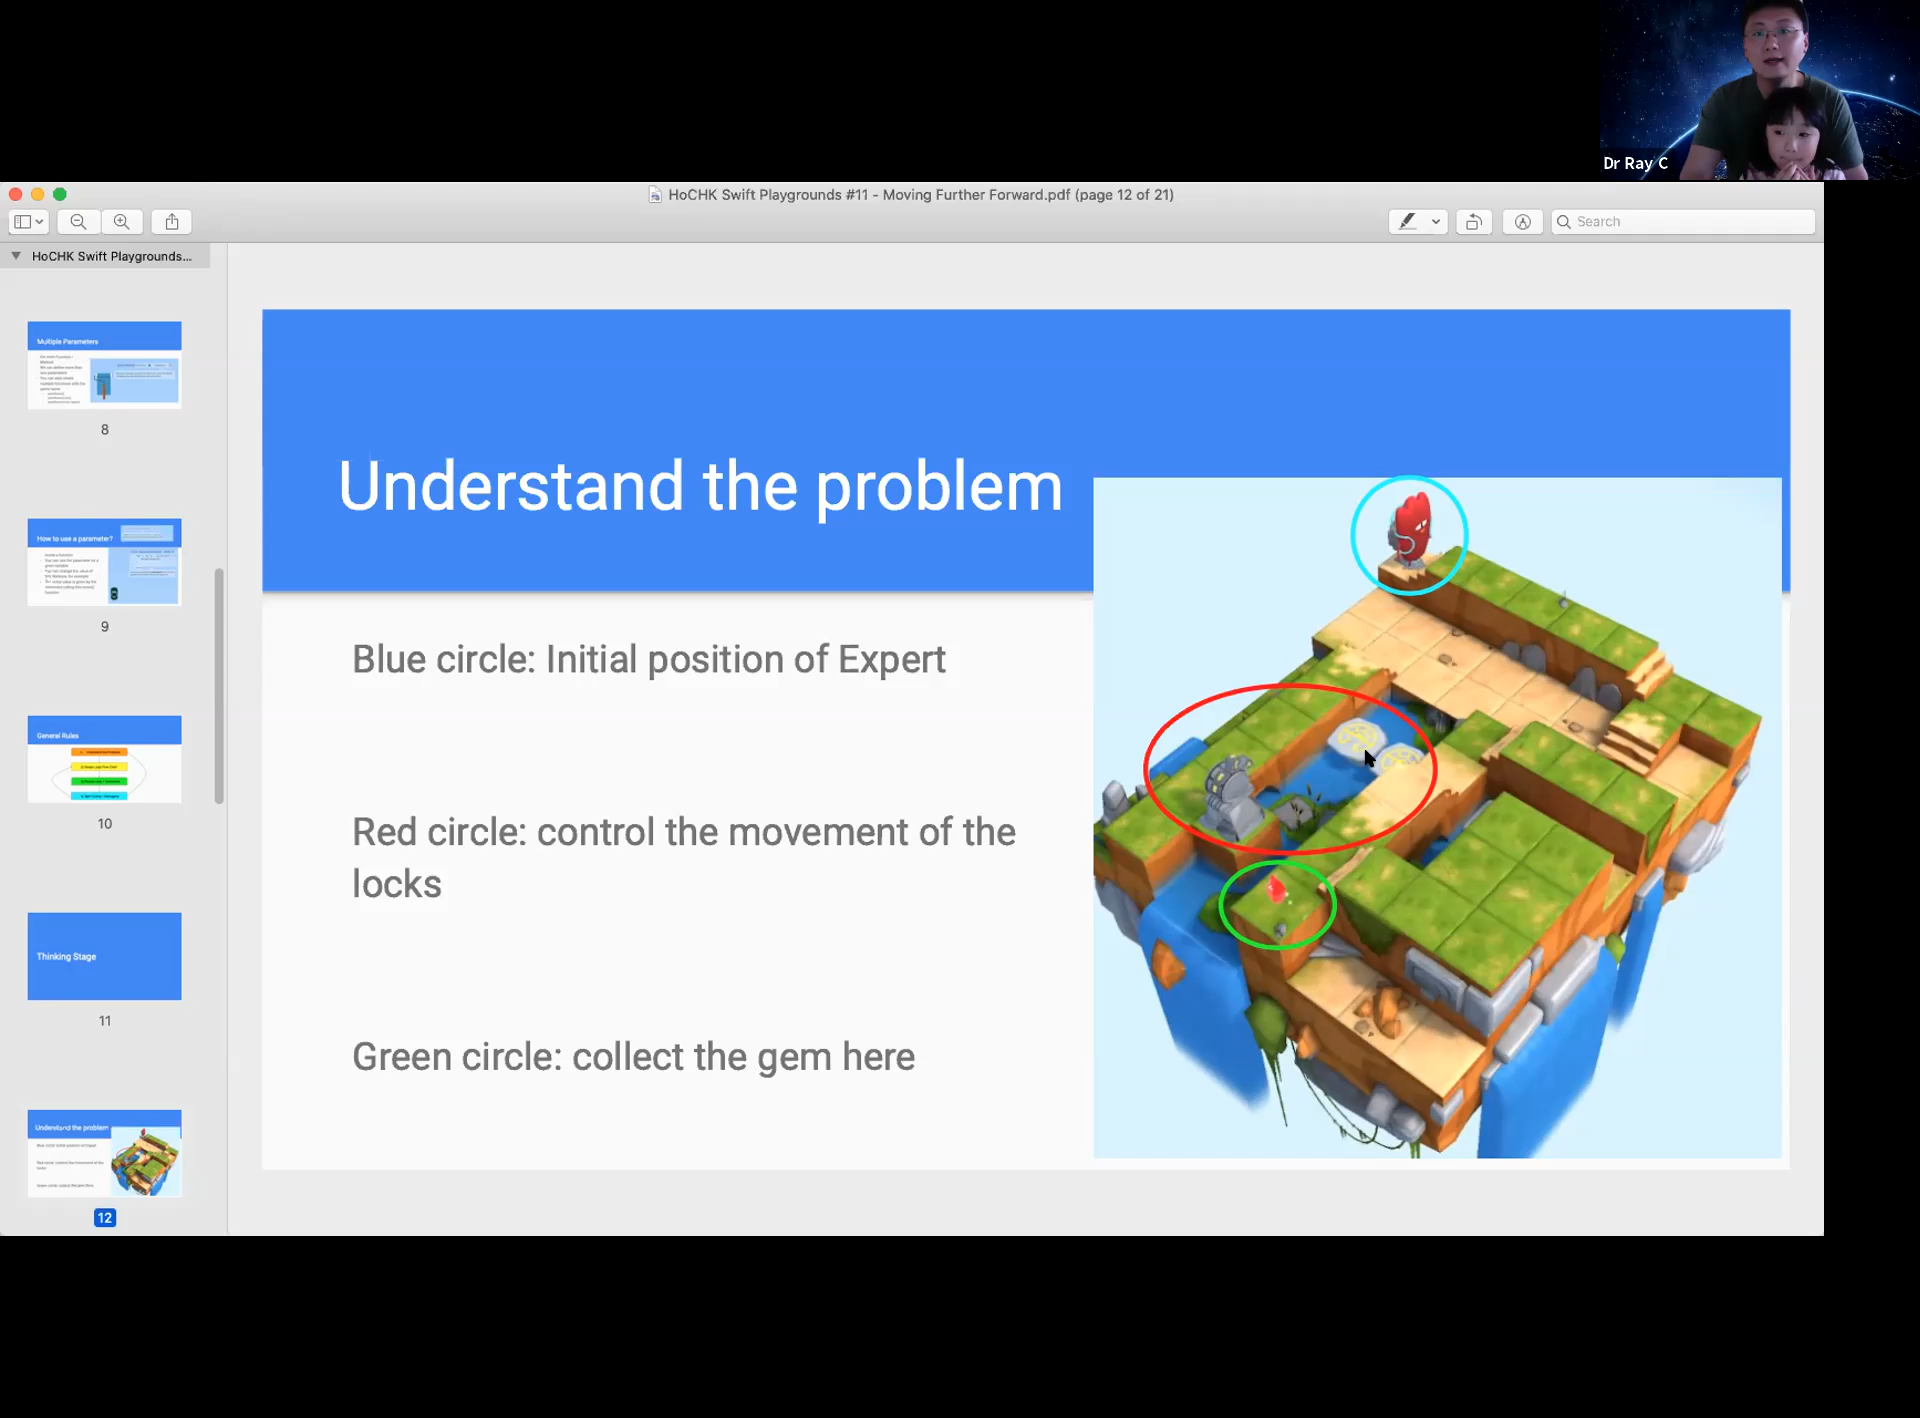 Dr Ray C
HoCHK Swift Playgrounds #11 - Moving Further Forward.pdf (page 12 of 21)
Search
HoCHK Swift Playgrounds...
Multiple Parameters
8
How to use a parameter?
9
General Rules
10
Thinking Stage
11
Understand the problem
12
Understand the problem
Blue circle: Initial position of Expert
Red circle: control the movement of the
locks
Green circle: collect the gem here